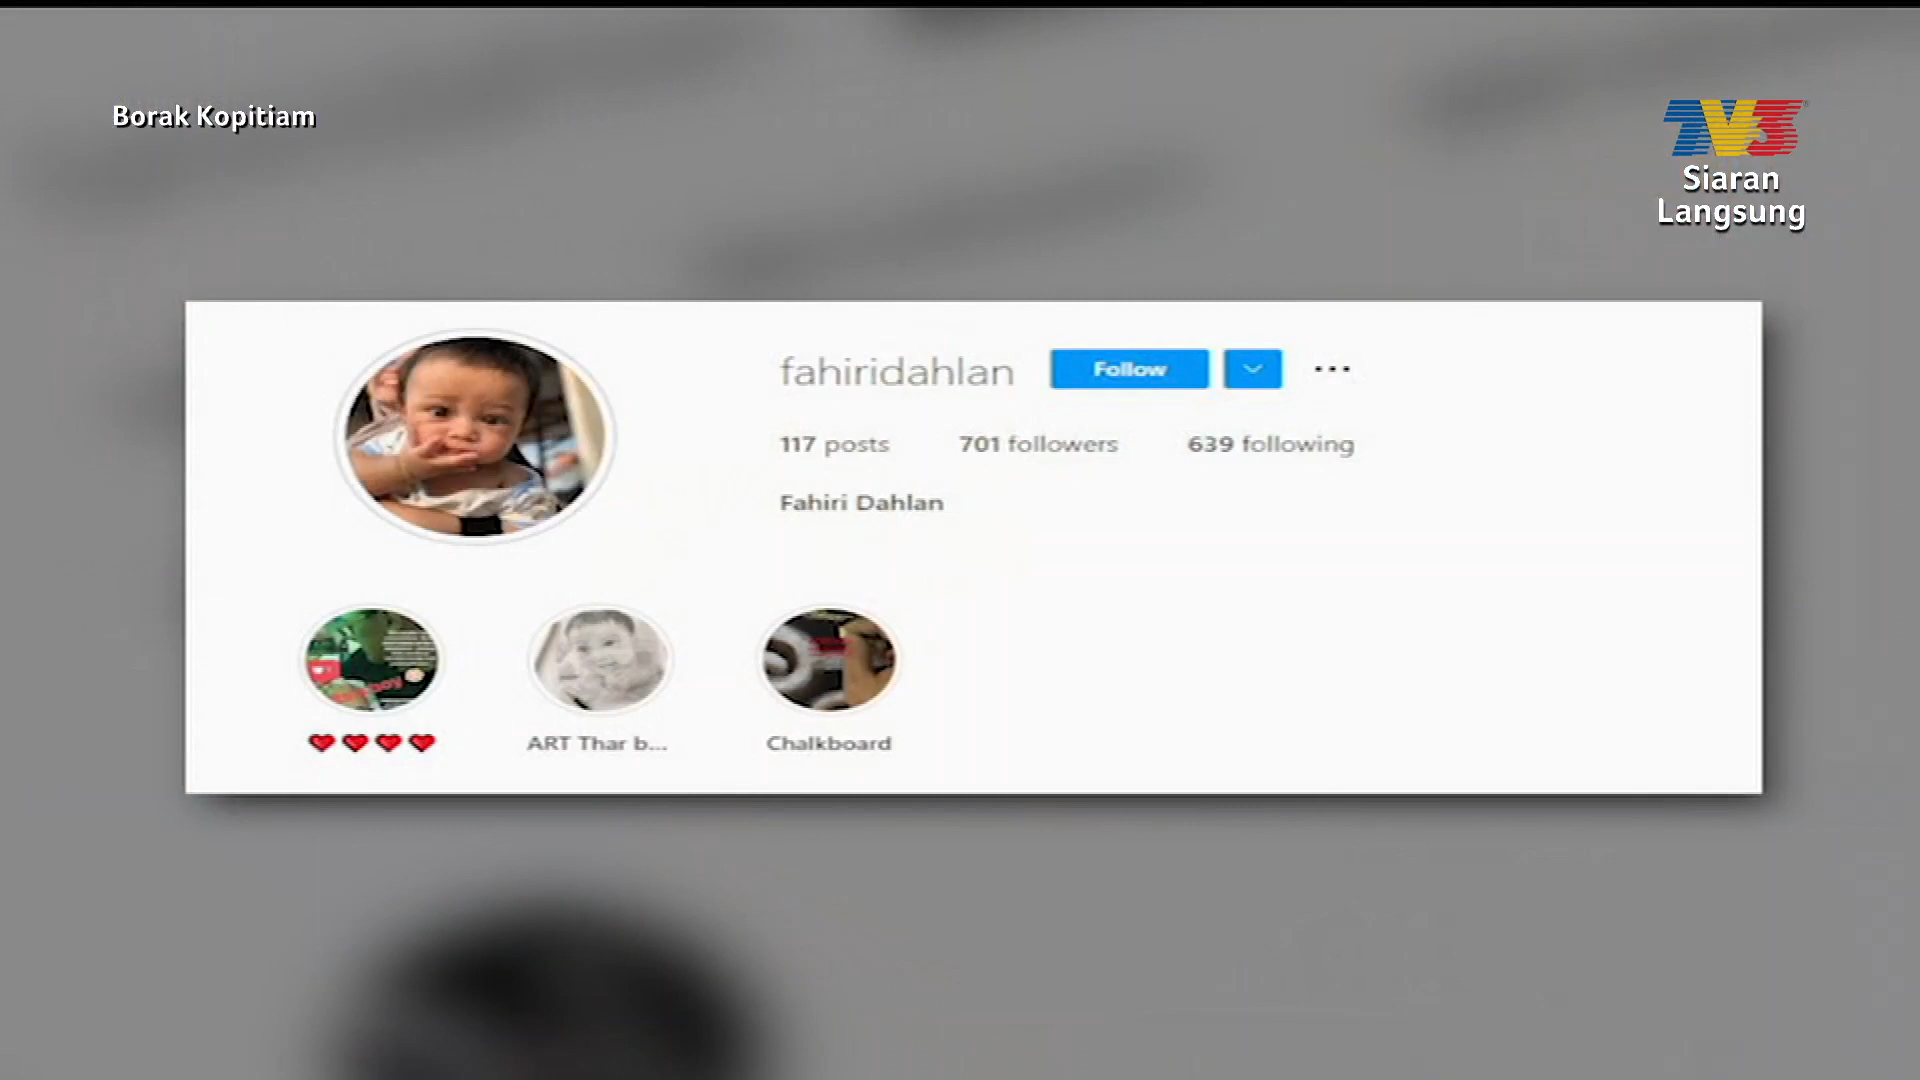 Borak Kopitiam
TV3
Siaran
Langsung
fahiridahlan
Follow
117 posts 701 followers 639 following
Fahiri Dahlan
❤❤❤❤
ART Thar b...
Chalkboard